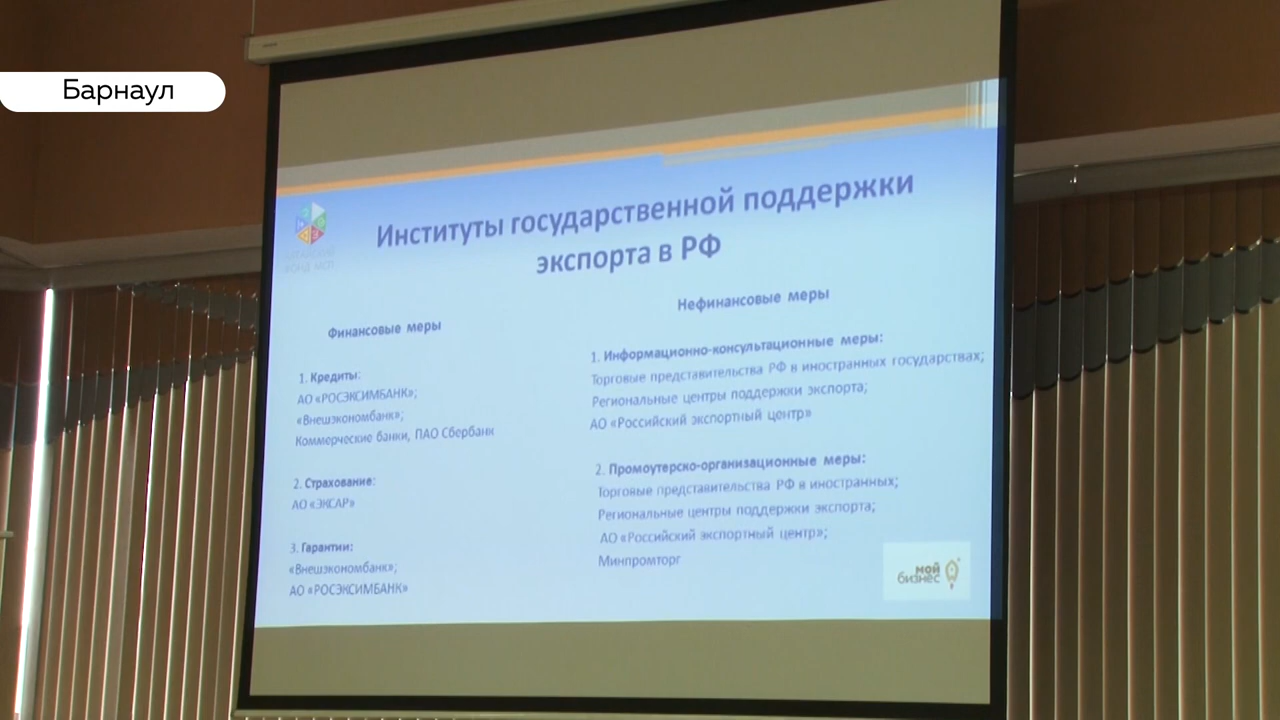 Барнаул
Институты государственной поддержки
экспорта в РФ
ФОНД МСП
Финансовые меры
1. Кредиты:
АО «РОСЭКСИМБАНК»;
«Внешэкономбанк»;
Коммерческие банки, ПАО Сбербанк
2. Страхование:
АО «ЭКСАР»
3. Гарантии:
«Внешэкономбанк»;
АО «РОСЭКСИМБАНК»
Нефинансовые меры
1. Информационно-консультационные меры:
Торговые представительства РФ в иностранных государствах;
Региональные центры поддержки экспорта;
АО «Российский экспортный центр»
2. Промоутерско-организационные меры:
Торговые представительства РФ в иностранных;
Региональные центры поддержки экспорта;
АО «Российский экспортный центр»;
Минпромторг
мой
бизнес